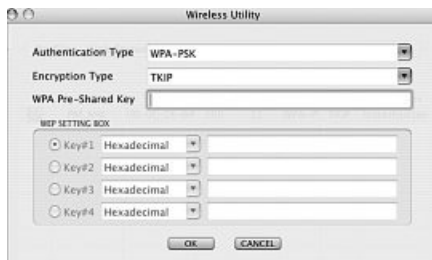 Wireless Utility
Authentication Type WPA-PSK
Encryption Type TKIP
WPA Pre-Shared Key
WEP SETTING BOX
Key#1 Hexadecimal
Key#2 Hexadecimal
Key#3 Hexadecimal
Key#4 Hexadecimal
OK CANCEL